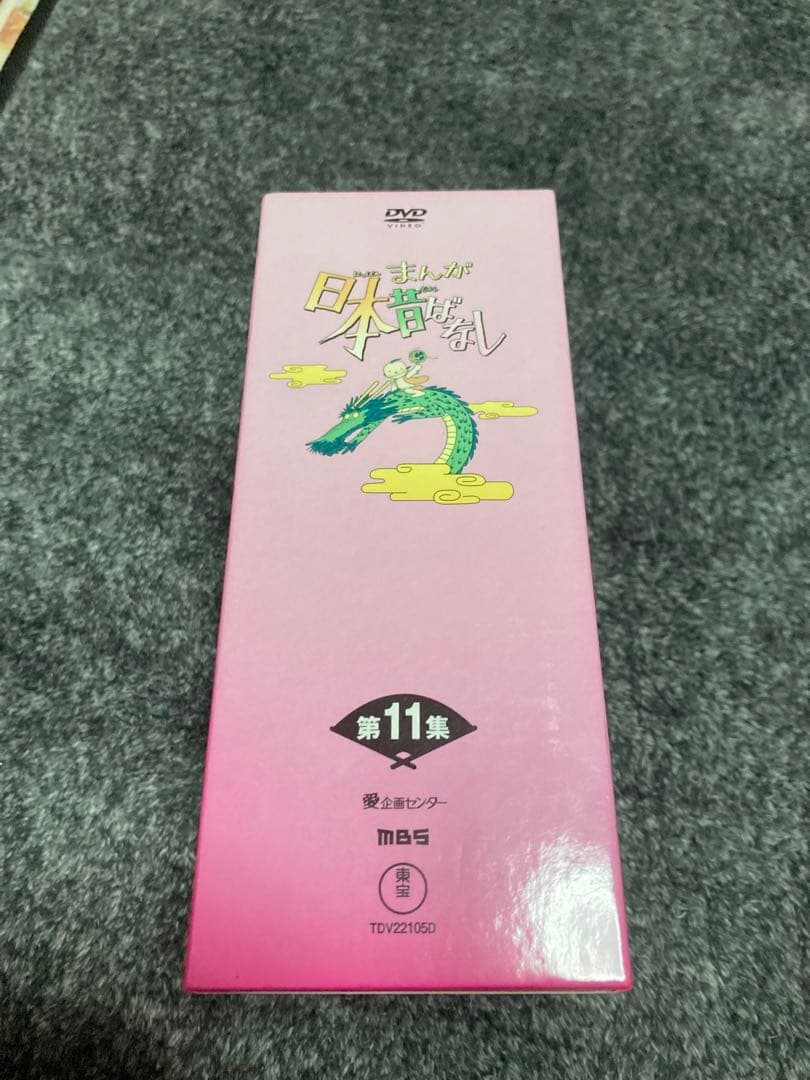 DVD
VIDEO
まんが
日本昔ばなし
第11集
愛企画センター
MBS
東宝
TDV22105D